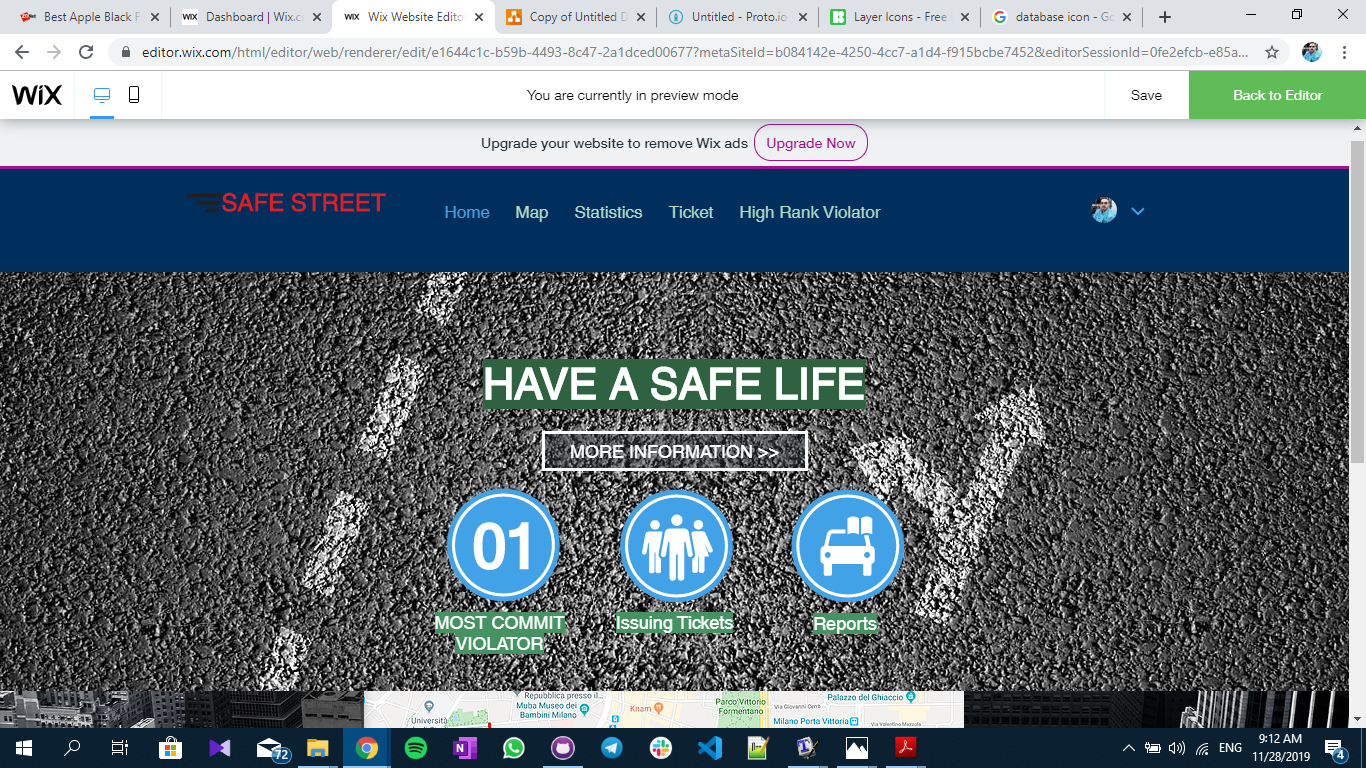 Best Apple Black F
Dashboard | Wix.c
Wix Website Edito
Copy of Untitled D
Untitled - Proto.io
Layer Icons - Free
database icon - Go
editor.wix.com/html/editor/web/renderer/edit/e1644c1c-b59b-4493-8c47-2a1dced00677?metaSiteId=b084142e-4250-4cc7-a1d4-f915bcbe7452&editorSessionId=0fe2efcb-e85a...
WiX
You are currently in preview mode
Save
Back to Editor
Upgrade your website to remove Wix ads
Upgrade Now
SAFE STREET
Home
Map
Statistics
Ticket
High Rank Violator
HAVE A SAFE LIFE
MORE INFORMATION >>
01
MOST COMMIT
VIOLATOR
Issuing Tickets
Reports
Repubblica presso il...
Muba Museo dei
Bambini Milano
Università
Knam
Parco Vittorio
Formentano
Palazzo del Ghiaccio
Via Giovanni Cena
Milano Porta Vittoria
72
ENG
9:12 AM
11/28/2019
4